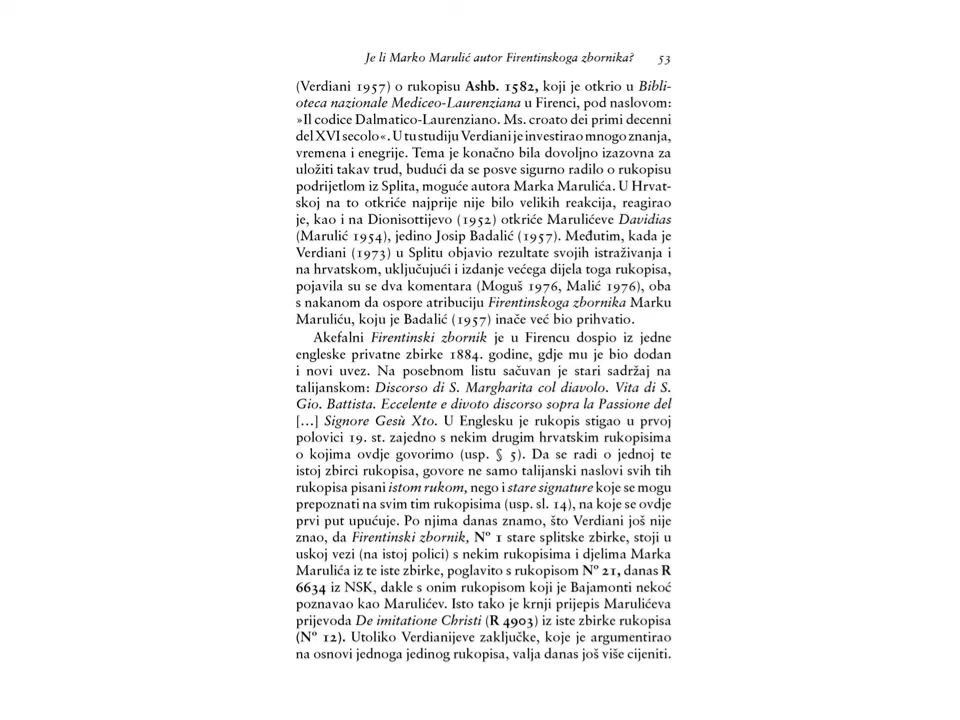 Je li Marko Marulić autor Firentinskoga zbornika? 53
(Verdiani 1957) o rukopisu Ashb. 1582, koji je otkrio u Bibli-
oteca nazionale Mediceo-Laurenziana u Firenci, pod naslovom:
»Il codice Dalmatico-Laurenziano. Ms. croato dei primi decenni
del XVI secolo«. U tu studiju Verdiani je investirao mnogo znanja,
vremena i enegrije. Tema je konačno bila dovoljno izazovna za
uložiti takav trud, budući da se posve sigurno radilo o rukopisu
podrijetlom iz Splita, moguće autora Marka Marulića. U Hrvat-
skoj na to otkriće najprije nije bilo velikih reakcija, reagirao
je, kao i na Dionisottijevo (1952) otkriće Marulićeve Davidias
(Marulić 1954), jedino Josip Badalić (1957). Međutim, kada je
Verdiani (1973) u Splitu objavio rezultate svojih istraživanja i
na hrvatskom, uključujući i izdanje većega dijela toga rukopisa,
pojavila su se dva komentara (Moguš 1976, Malić 1976), oba
s nakanom da ospore atribuciju Firentinskoga zbornika Marku
Maruliću, koju je Badalić (1957) inače već bio prihvatio.
Akefalni Firentinski zbornik je u Firencu dospio iz jedne
engleske privatne zbirke 1884. godine, gdje mu je bio dodan
i novi uvez. Na posebnom listu sačuvan je stari sadržaj na
talijanskom: Discorso di S. Margharita col diavolo. Vita di S.
Gio. Battista. Eccelente e divoto discorso sopra la Passione del
[…] Signore Gesù Xto. U Englesku je rukopis stigao u prvoj
polovici 19. st. zajedno s nekim drugim hrvatskim rukopisima
o kojima ovdje govorimo (usp. § 5). Da se radi o jednoj te
istoj zbirci rukopisa, govore ne samo talijanski naslovi svih tih
rukopisa pisani istom rukom, nego i stare signature koje se mogu
prepoznati na svim tim rukopisima (usp. sl. 14), na koje se ovdje
prvi put upućuje. Po njima danas znamo, što Verdiani još nije
znao, da Firentinski zbornik, Nº 1 stare splitske zbirke, stoji u
uskoj vezi (na istoj polici) s nekim rukopisima i djelima Marka
Marulića iz te iste zbirke, poglavito s rukopisom Nº 21, danas R
6634 iz NSK, dakle s onim rukopisom koji je Bajamonti nekoć
poznavao kao Marulićev. Isto tako je krnji prijepis Marulićeva
prijevoda De imitatione Christi (R 4903) iz iste zbirke rukopisa
(Nº 12). Utoliko Verdianijeve zaključke, koje je argumentirao
na osnovi jednoga jedinog rukopisa, valja danas još više cijeniti.